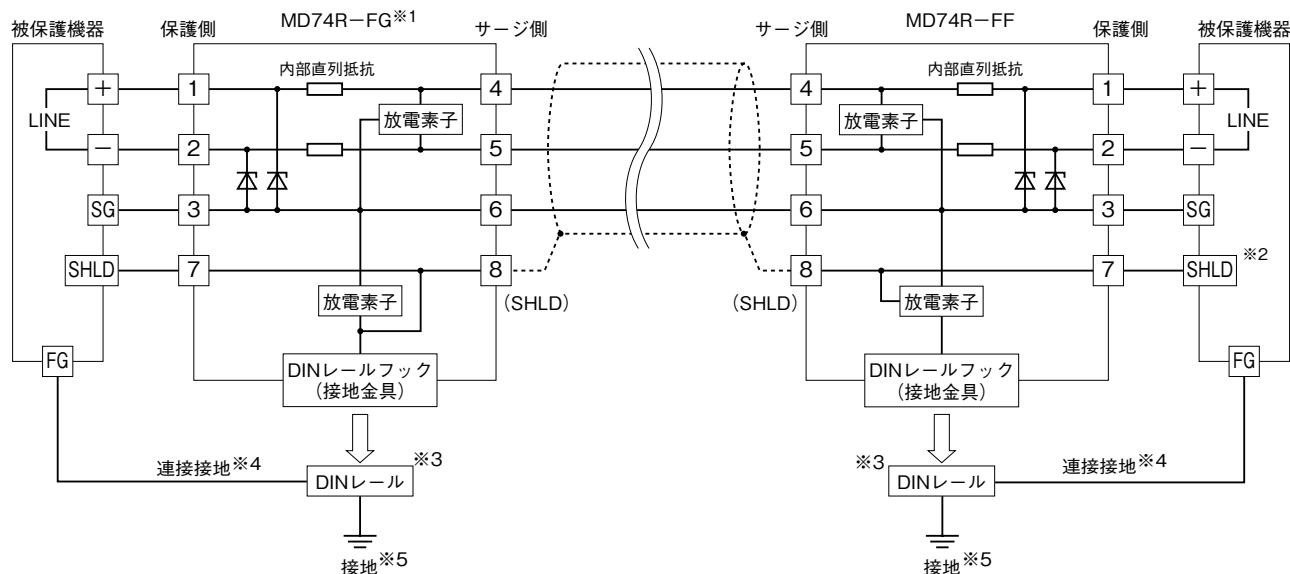 MD74R−FG※1
MD74R−FF
被保護機器
保護側
サージ側
サージ側
保護側
被保護機器
内部直列抵抗
内部直列抵抗
+
1
4
4
1
+
LINE
放電素子
放電素子
LINE
−
2
5
5
2
−
SG
3
6
6
3
SG
SHLD
7
8
8
7
SHLD
※2
放電素子
(SHLD)
(SHLD)
放電素子
FG
DINレールフック
(接地金具)
DINレールフック
(接地金具)
FG
連接接地※4
※3
※3
連接接地※4
DINレール
DINレール
接地※5
接地※5